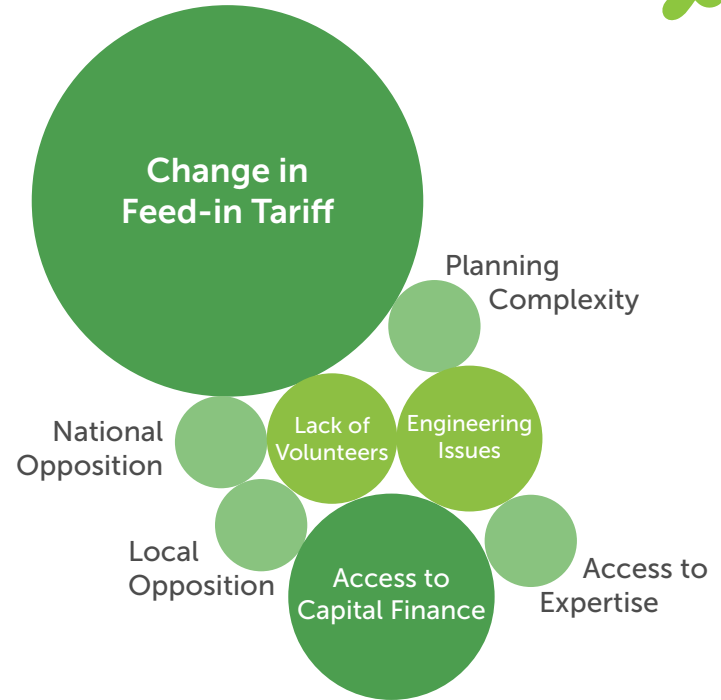 Change in
Feed-in Tariff
Planning
Complexity
Lack of
Volunteers
Engineering
Issues
National
Opposition
Local
Opposition
Access to
Capital Finance
Access to
Expertise